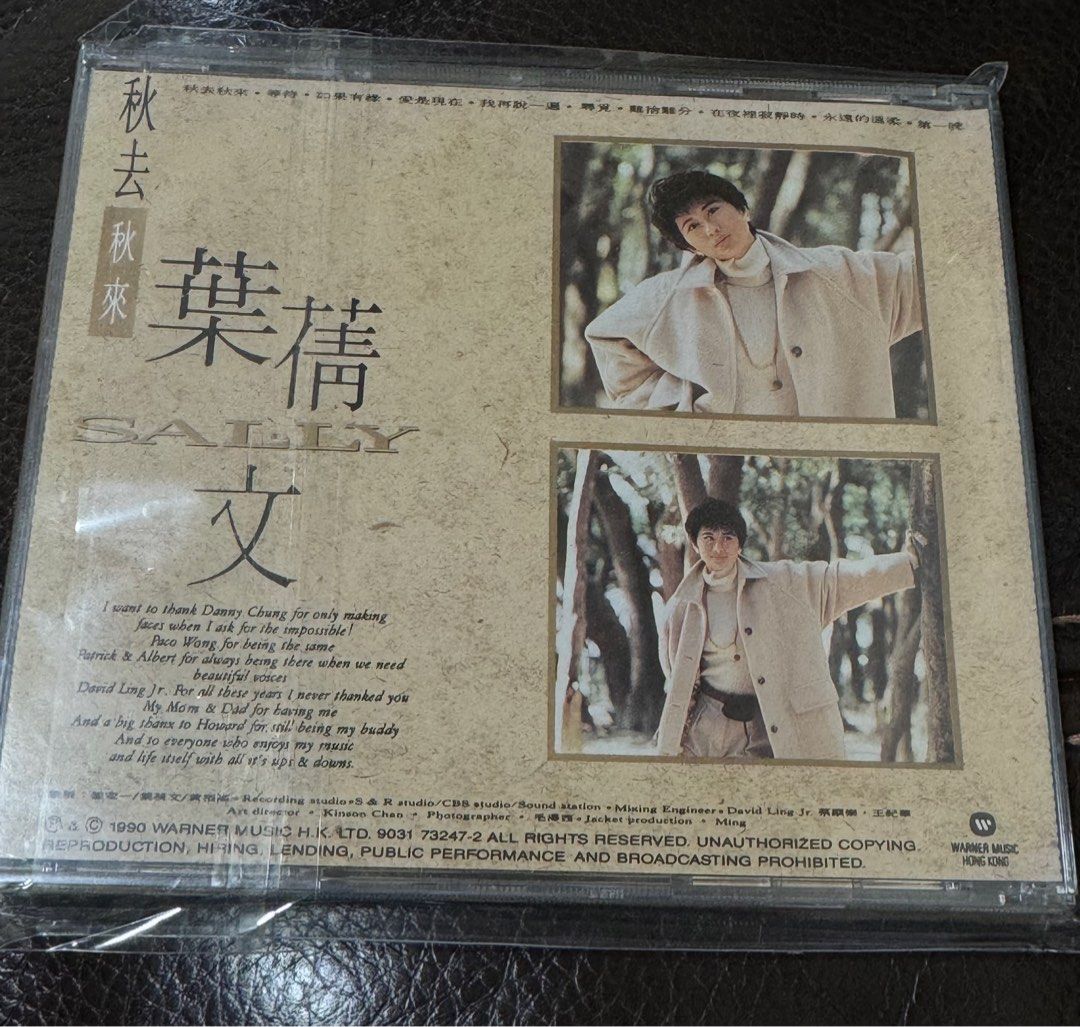 秋去秋來•等待•如果有緣•愛是現在•我再說一遍•尋覓•難捨難分•在夜裡寂靜時•永遠的溫柔•第一晚
秋去
秋來
葉蒨
SALLY
文
I want to thank Danny Chung for only making
faces when I ask for the impossible!
Paco Wong for being the same
Patrick & Albert for always being there when we need
beautiful voices
David Ling Jr. For all these years I never thanked you
My Mom & Dad for having me
And a big thanx to Howard for still being my buddy
And to everyone who enjoys my music
and life itself with all it's ups & downs.
葉蒨文 Recording studio•S & R studio/CBS studio/Sound station • Mixing Engineer•David Ling Jr.
Art director • Kinson Chan • Photographer • Jacket production • Ming
Ⓟ & © 1990 WARNER MUSIC H.K. LTD. 9031 73247-2 ALL RIGHTS RESERVED. UNAUTHORIZED COPYING.
REPRODUCTION, HIRING, LENDING, PUBLIC PERFORMANCE AND BROADCASTING PROHIBITED.
WARNER MUSIC
HONG KONG